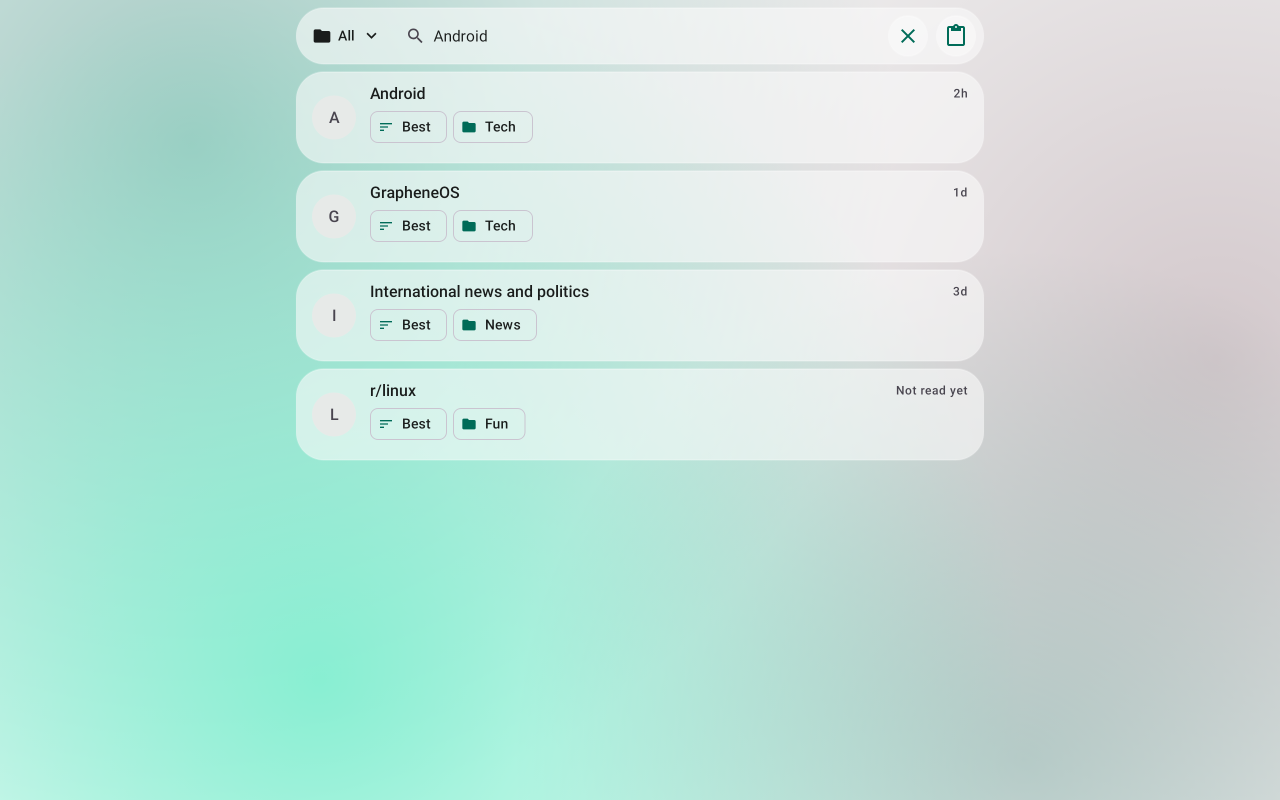 All Android
A Android 2h
Best Tech
G GrapheneOS 1d
Best Tech
I International news and politics 3d
Best News
L r/linux Not read yet
Best Fun